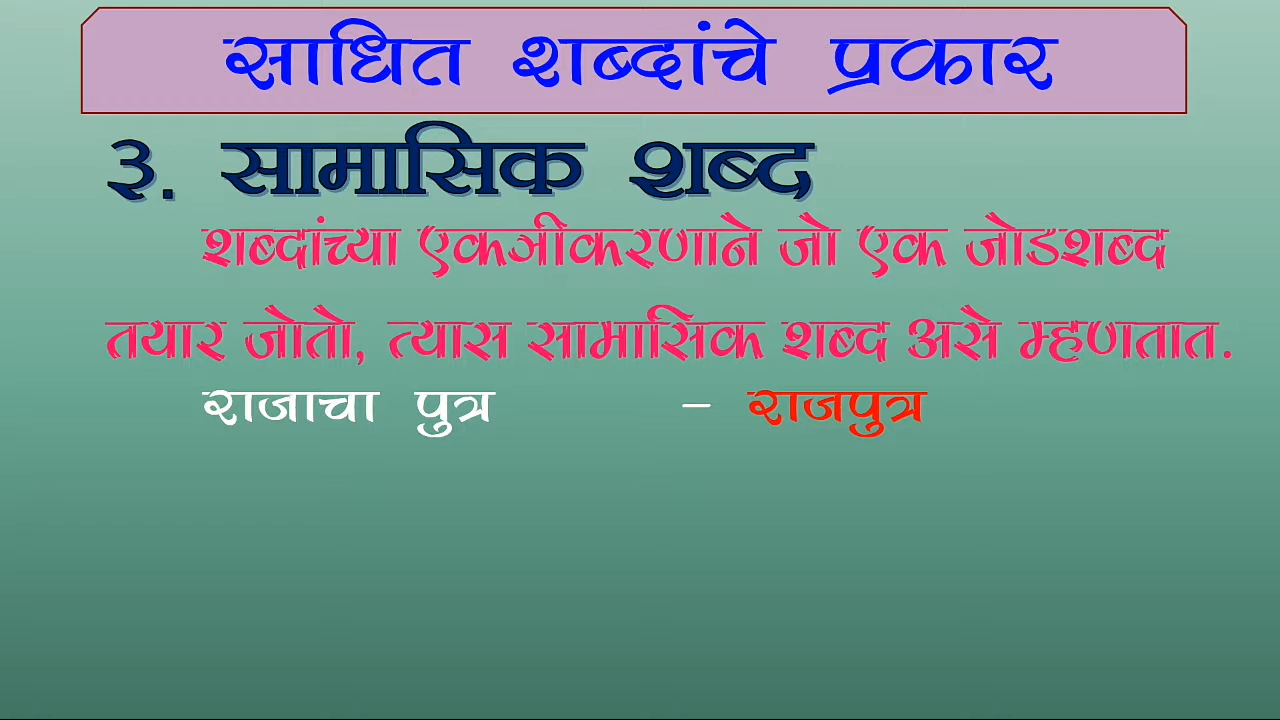 साधित शब्दांचे प्रकार
३. सामासिक शब्द
शब्दांच्या एकत्रीकरणाने जो एक जोडशब्द
तयार जोतो, त्यास सामासिक शब्द असे म्हणतात.
राजाचा पुत्र - राजपुत्र